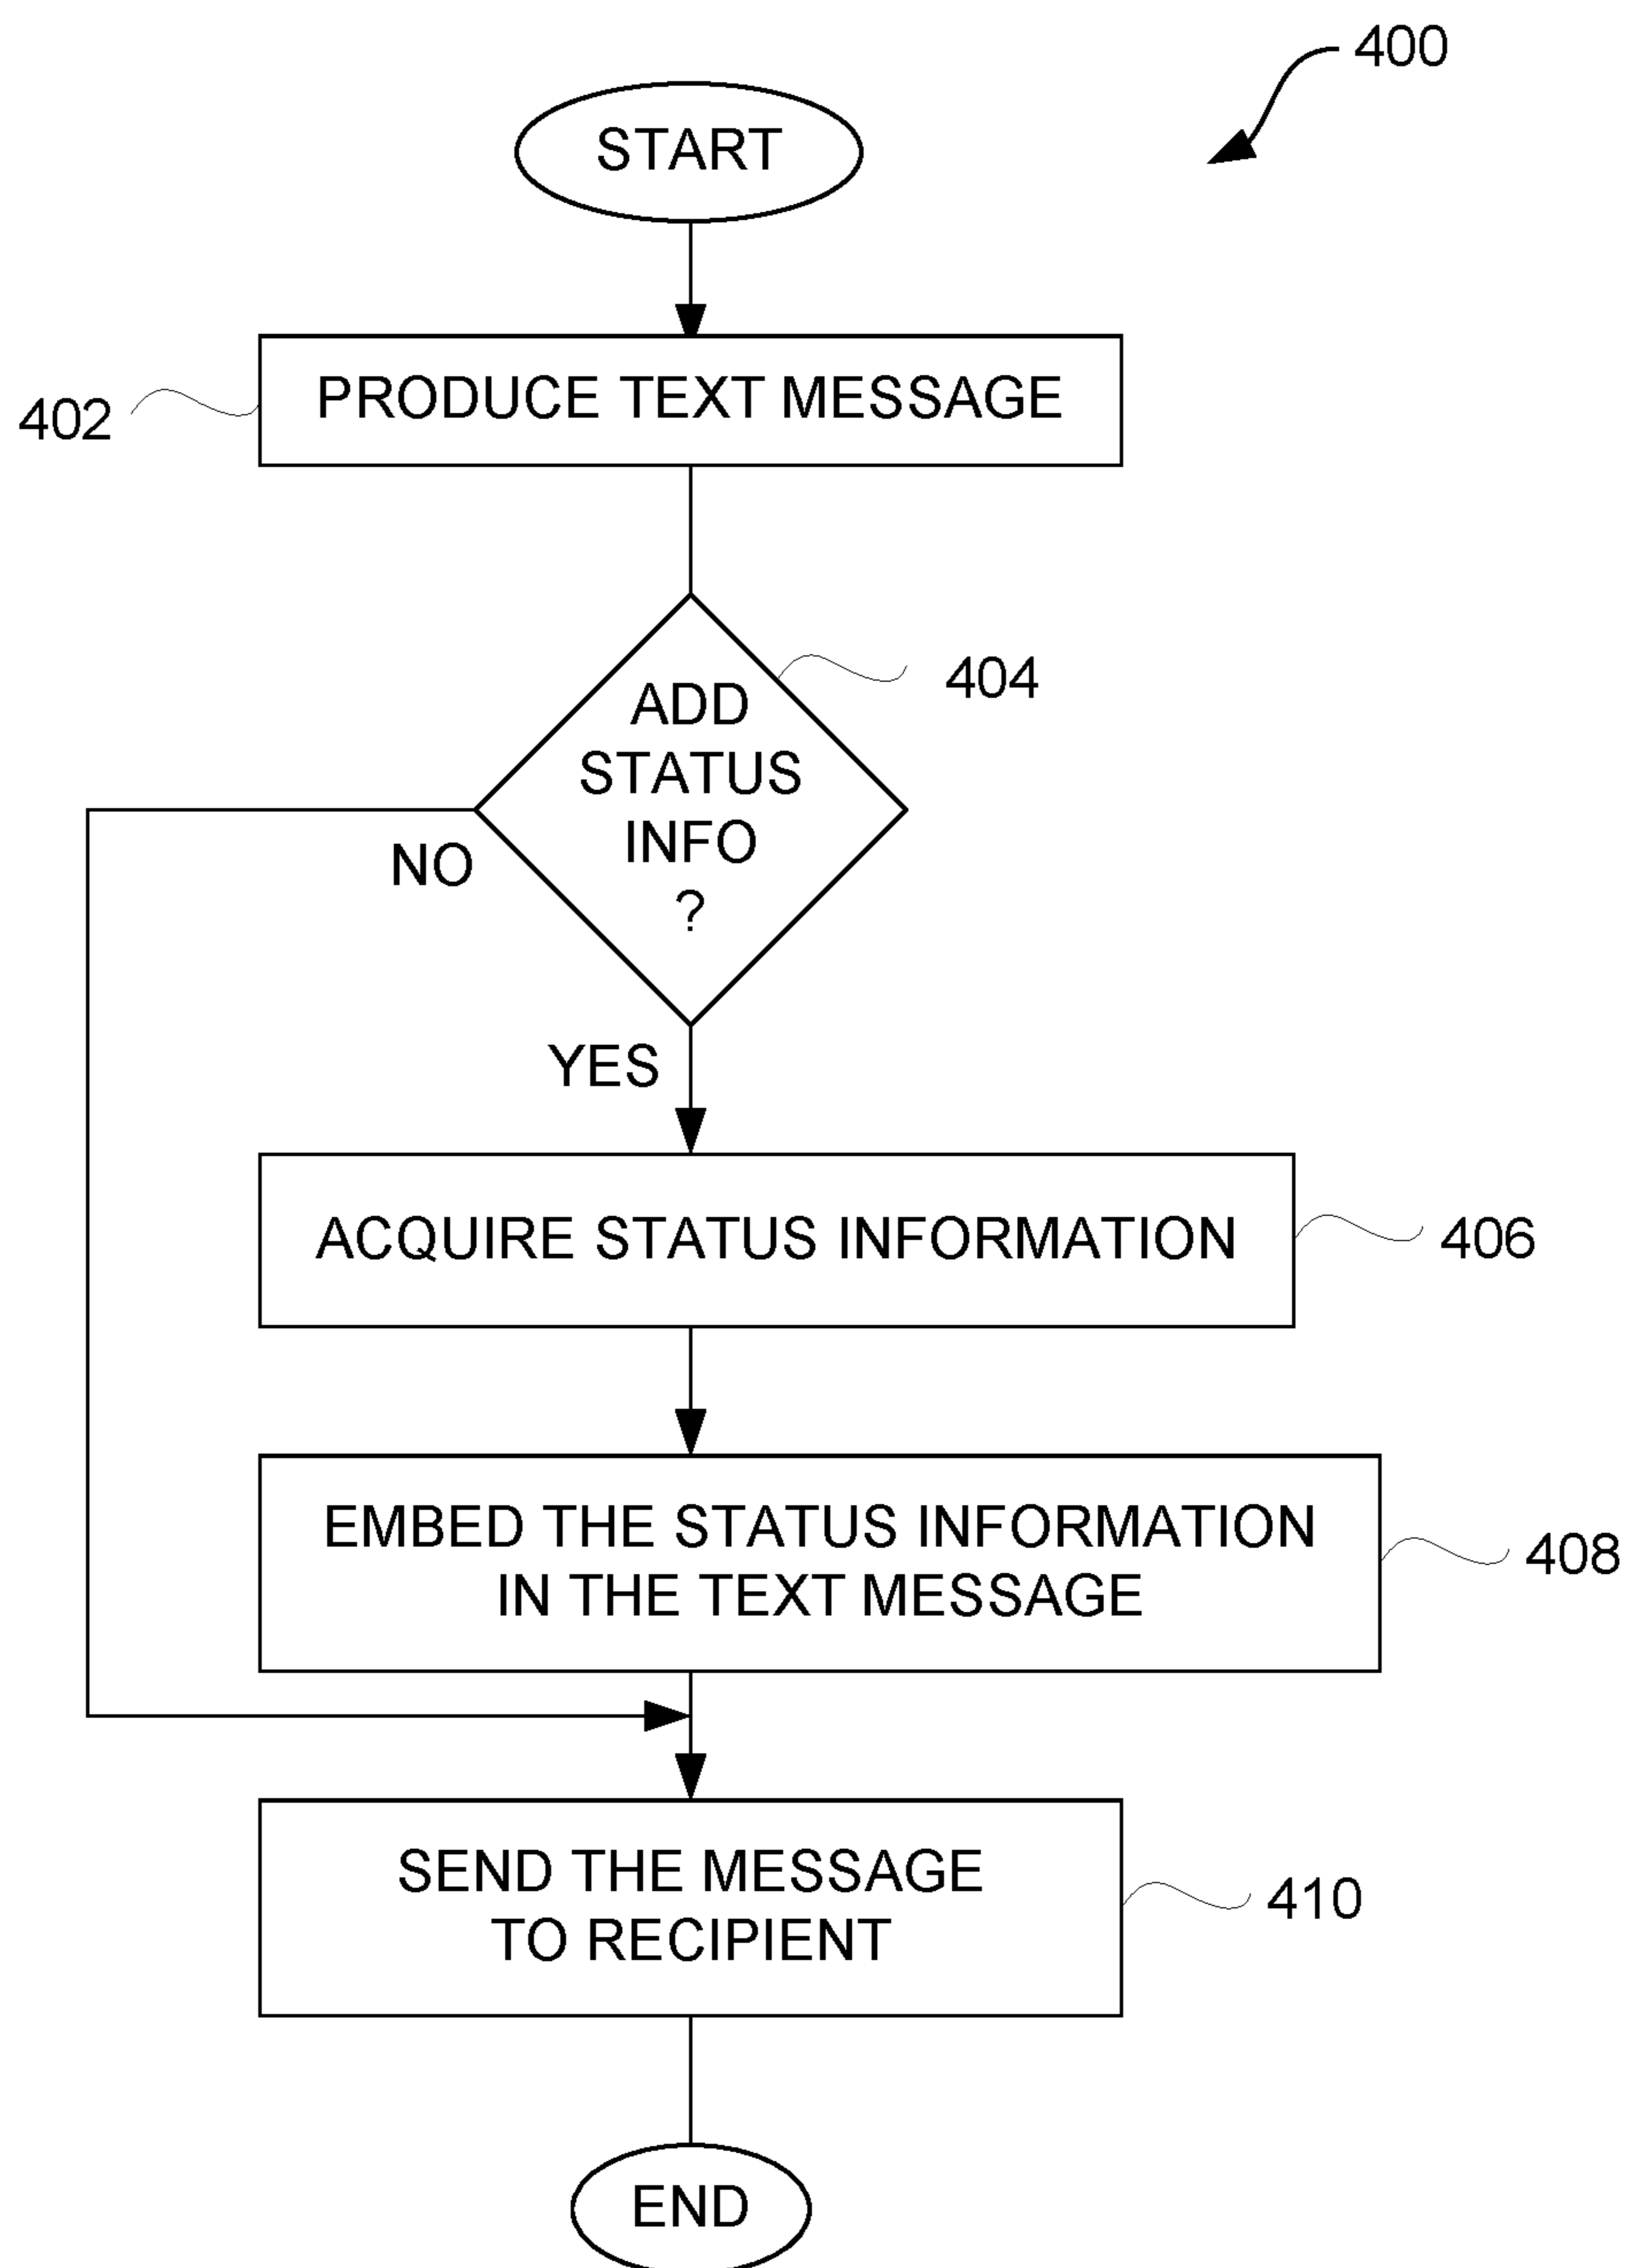 400
START
PRODUCE TEXT MESSAGE
402
404
ADD
STATUS
INFO
?
NO
YES
ACQUIRE STATUS INFORMATION
406
EMBED THE STATUS INFORMATION
IN THE TEXT MESSAGE
408
SEND THE MESSAGE
TO RECIPIENT
410
END